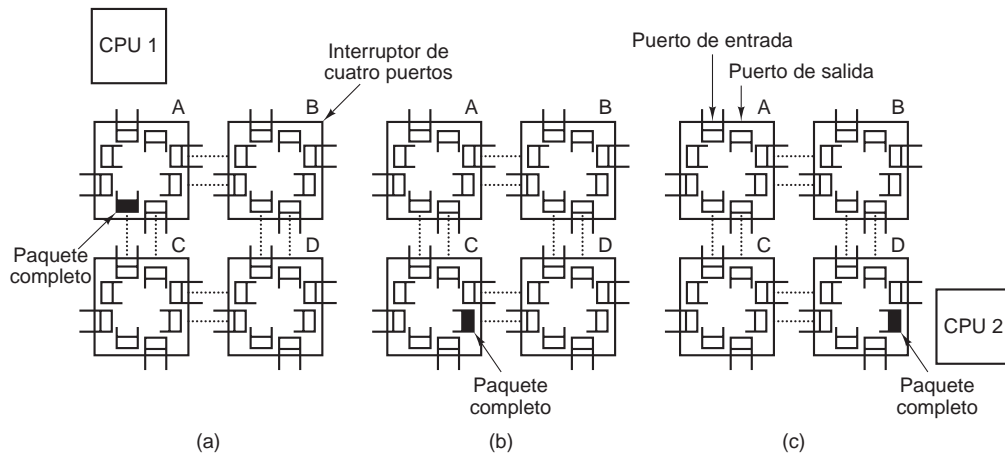 CPU 1
Interruptor de
cuatro puertos
Puerto de entrada
Puerto de salida
A
B
A
B
A
B
Paquete
completo
C
D
C
D
C
D
CPU 2
Paquete
completo
Paquete
completo
(a)
(b)
(c)